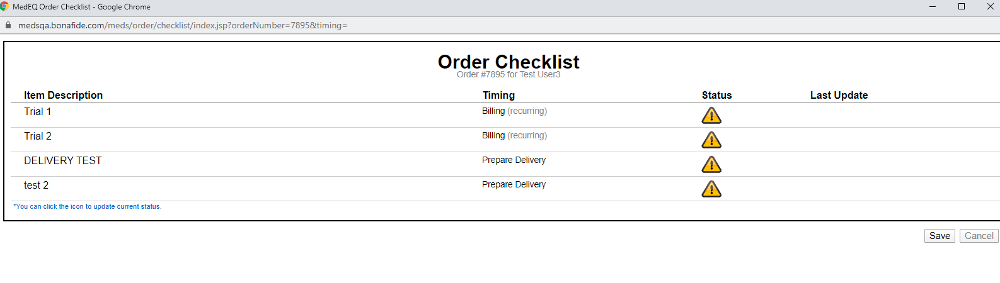 MedEQ Order Checklist - Google Chrome
medsqa.bonafide.com/meds/order/checklist/index.jsp?orderNumber=7895&timing=
Order Checklist
Order #7895 for Test User3
Item Description Timing Status Last Update
Trial 1 Billing (recurring)
Trial 2 Billing (recurring)
DELIVERY TEST Prepare Delivery
test 2 Prepare Delivery
*You can click the icon to update current status.
Save Cancel